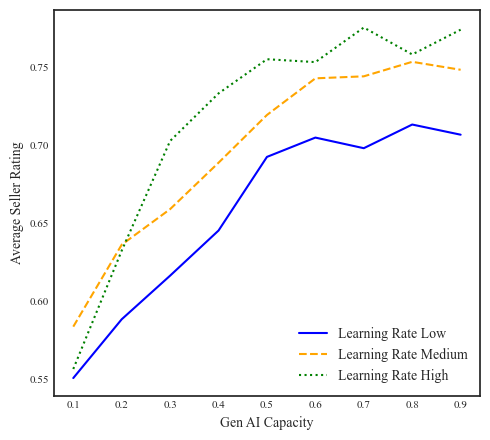 Average Seller Rating
0.75
0.70
0.65
0.60
0.55
0.1 0.2 0.3 0.4 0.5 0.6 0.7 0.8 0.9
Gen AI Capacity
Learning Rate Low
Learning Rate Medium
Learning Rate High